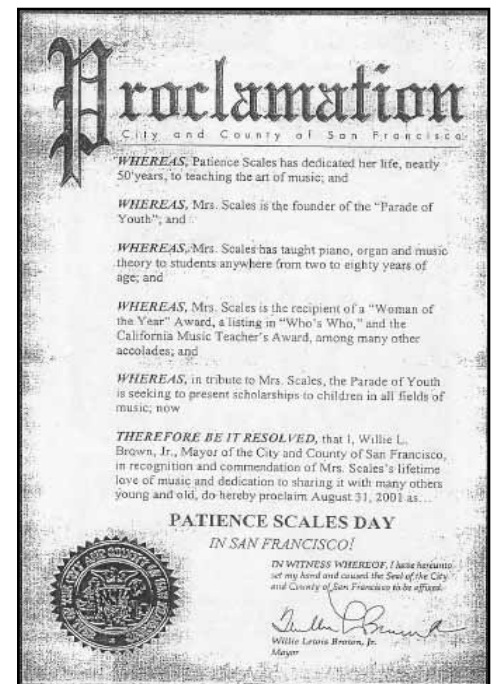 Proclamation
City and County of San Francisco
WHEREAS, Patience Scales has dedicated her life, nearly
50 years, to teaching the art of music; and
WHEREAS, Mrs. Scales is the founder of the "Parade of
Youth"; and
WHEREAS, Mrs. Scales has taught piano, organ and music
theory to students anywhere from two to eighty years of
age; and
WHEREAS, Mrs. Scales is the recipient of a "Woman of
the Year" Award, a listing in "Who's Who," and the
California Music Teacher's Award, among many other
accolades; and
WHEREAS, in tribute to Mrs. Scales, the Parade of Youth
is seeking to present scholarships to children in all fields of
music; now
THEREFORE BE IT RESOLVED, that I, Willie L.
Brown, Jr., Mayor of the City and County of San Francisco,
in recognition and commendation of Mrs. Scales's lifetime
love of music and dedication to sharing it with many others
young and old, do hereby proclaim August 31, 2001 as...
PATIENCE SCALES DAY
IN SAN FRANCISCO!
IN WITNESS WHEREOF, I have hereunto
set my hand and caused the Seal of the City
and County of San Francisco to be affixed.
Willie Lewis Brown, Jr.
Mayor